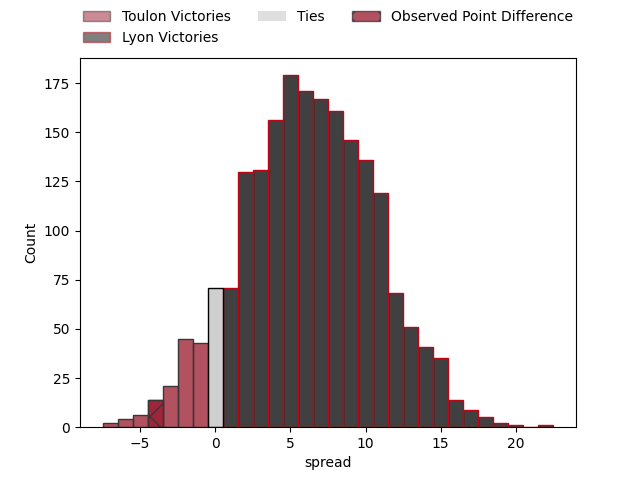 Toulon Victories
Ties
Observed Point Difference
Lyon Victories
175
150
125
100
75
50
25
0
Count
−5
0
5
10
15
20
spread